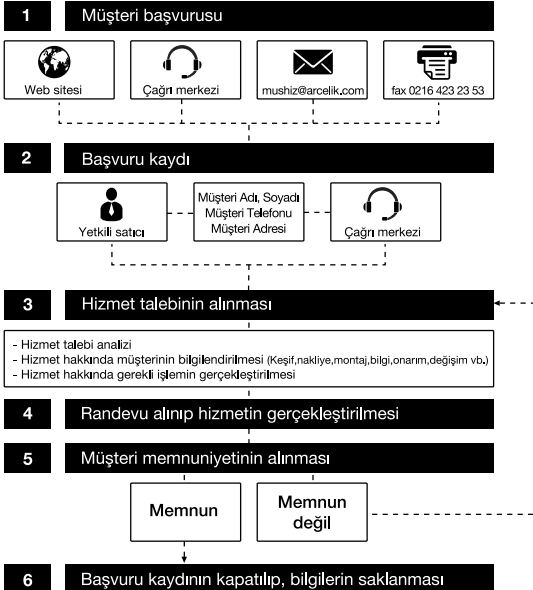 1 Müşteri başvurusu
Web sitesi
Çağrı merkezi
mushiz@arcelik.com
fax 0216 423 23 53
2 Başvuru kaydı
Yetkili satıcı
Müşteri Adı, Soyadı
Müşteri Telefonu
Müşteri Adresi
Çağrı merkezi
3 Hizmet talebinin alınması
- Hizmet talebi analizi
- Hizmet hakkında müşterinin bilgilendirilmesi (Keşif,nakliye,montaj,bilgi,onarım,değişim vb.)
- Hizmet hakkında gerekli işlemin gerçekleştirilmesi
4 Randevu alınıp hizmetin gerçekleştirilmesi
5 Müşteri memnuniyetinin alınması
Memnun
Memnun
değil
6 Başvuru kaydının kapatılıp, bilgilerin saklanması